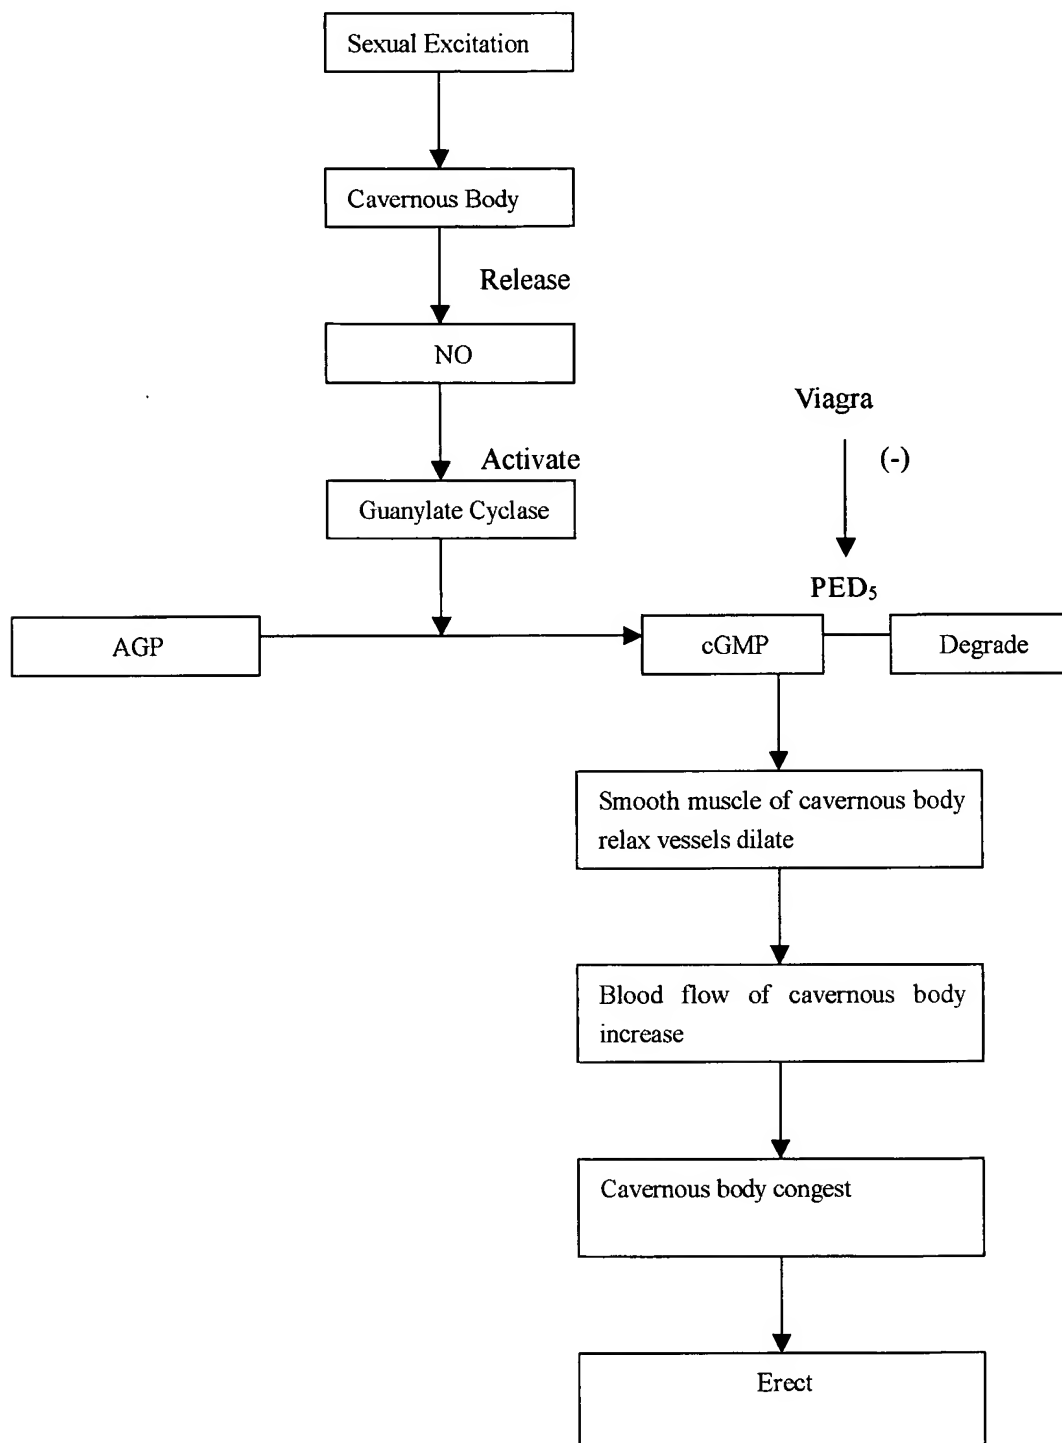 Sexual Excitation
Cavernous Body
Release
NO
Viagra
(-)
Activate
Guanylate Cyclase
PED₅
AGP
cGMP
Degrade
Smooth muscle of cavernous body
relax vessels dilate
Blood flow of cavernous body
increase
Cavernous body congest
Erect